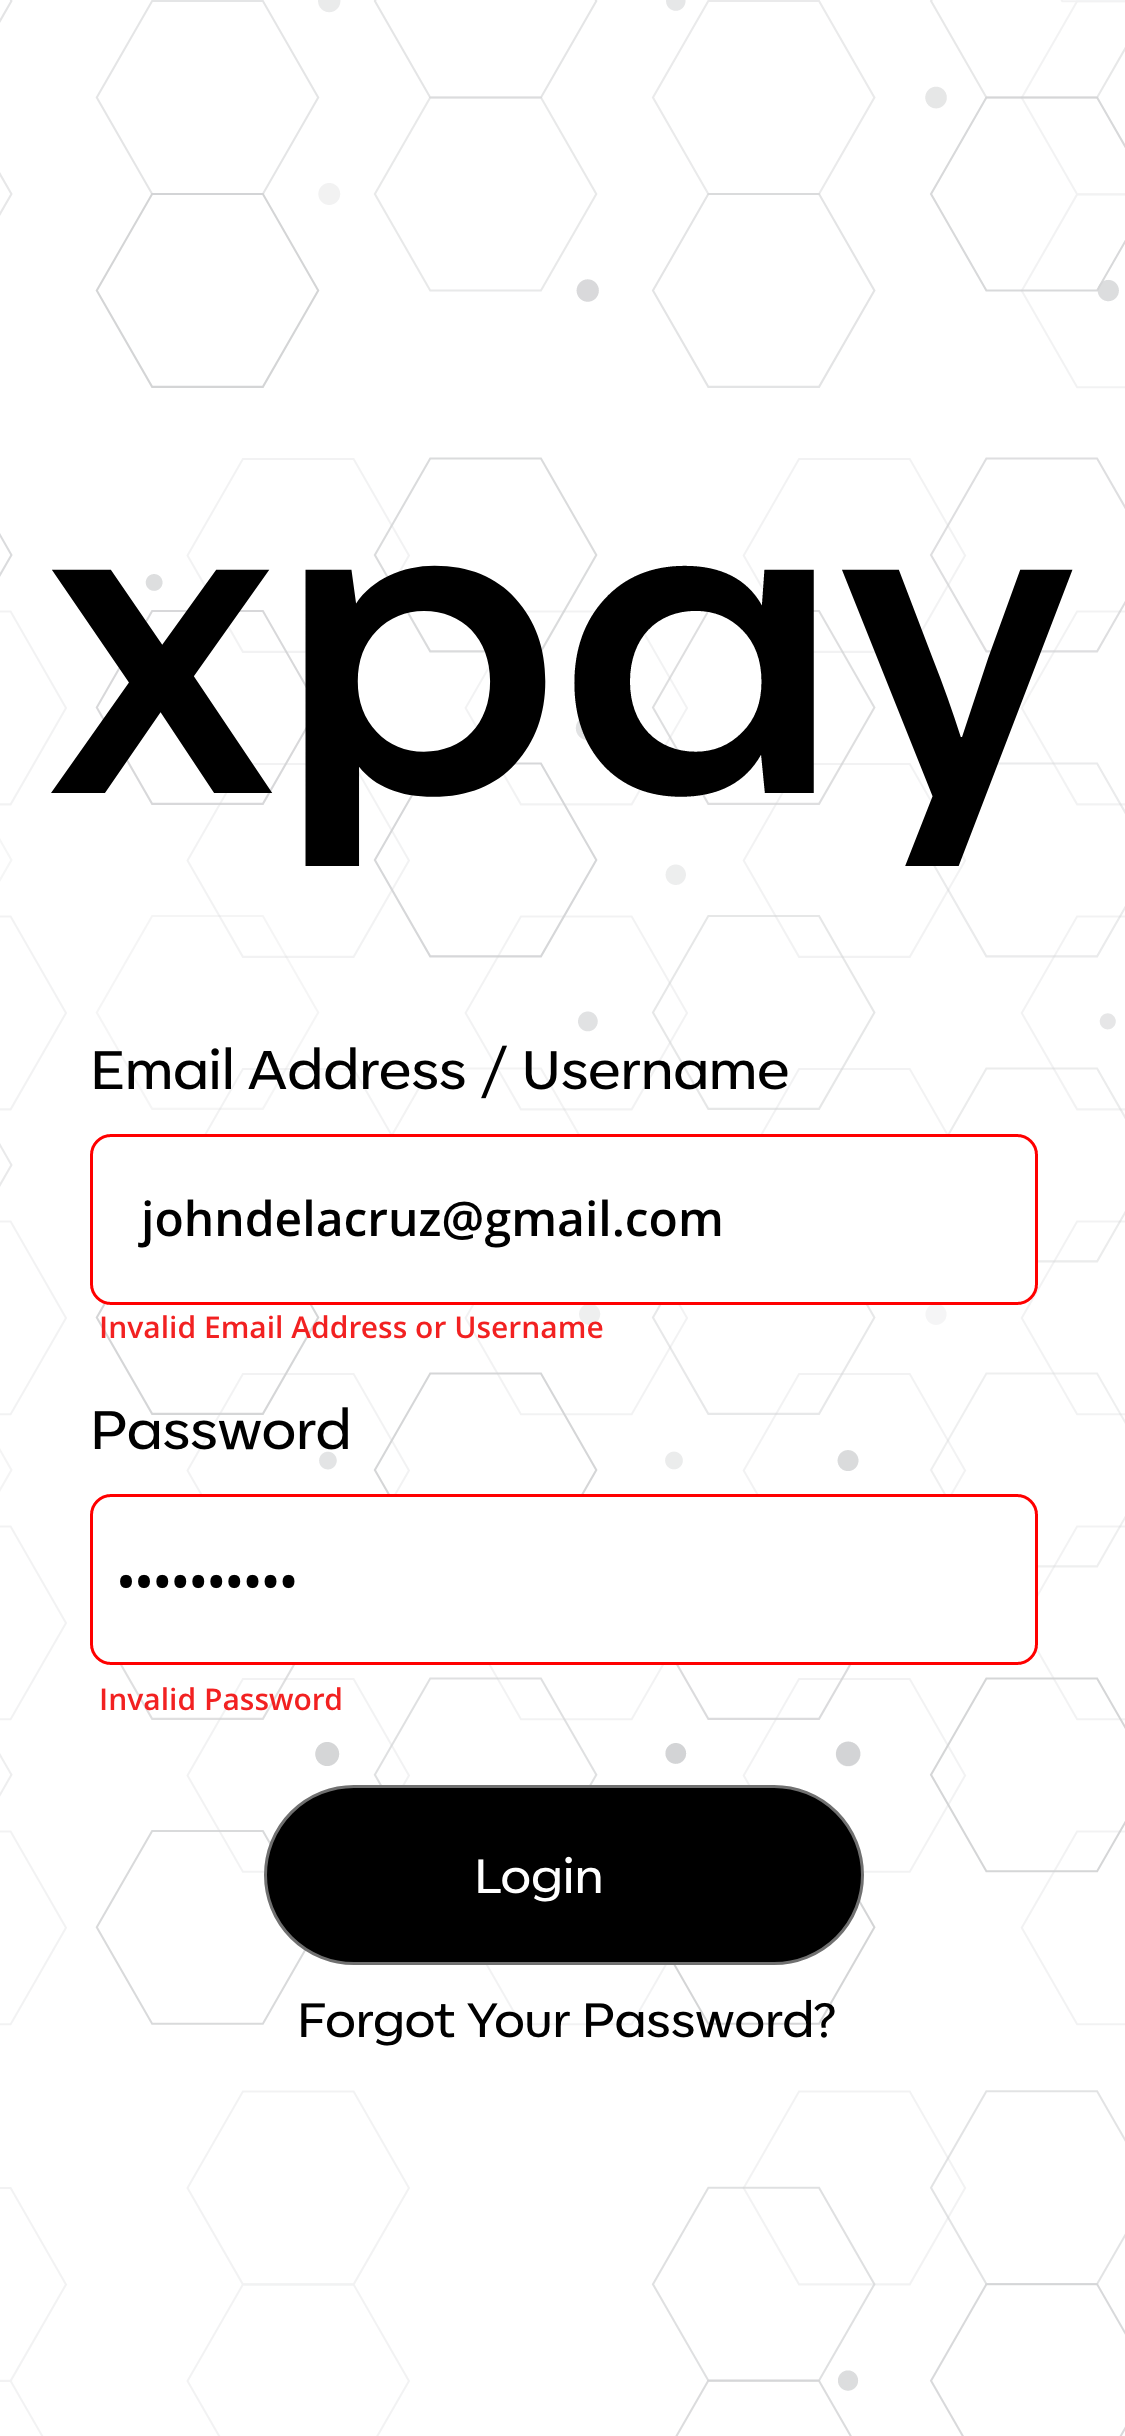 xpay
Email Address / Username
johndelacruz@gmail.com
Invalid Email Address or Username
Password
••••••••••
Invalid Password
Login
Forgot Your Password?